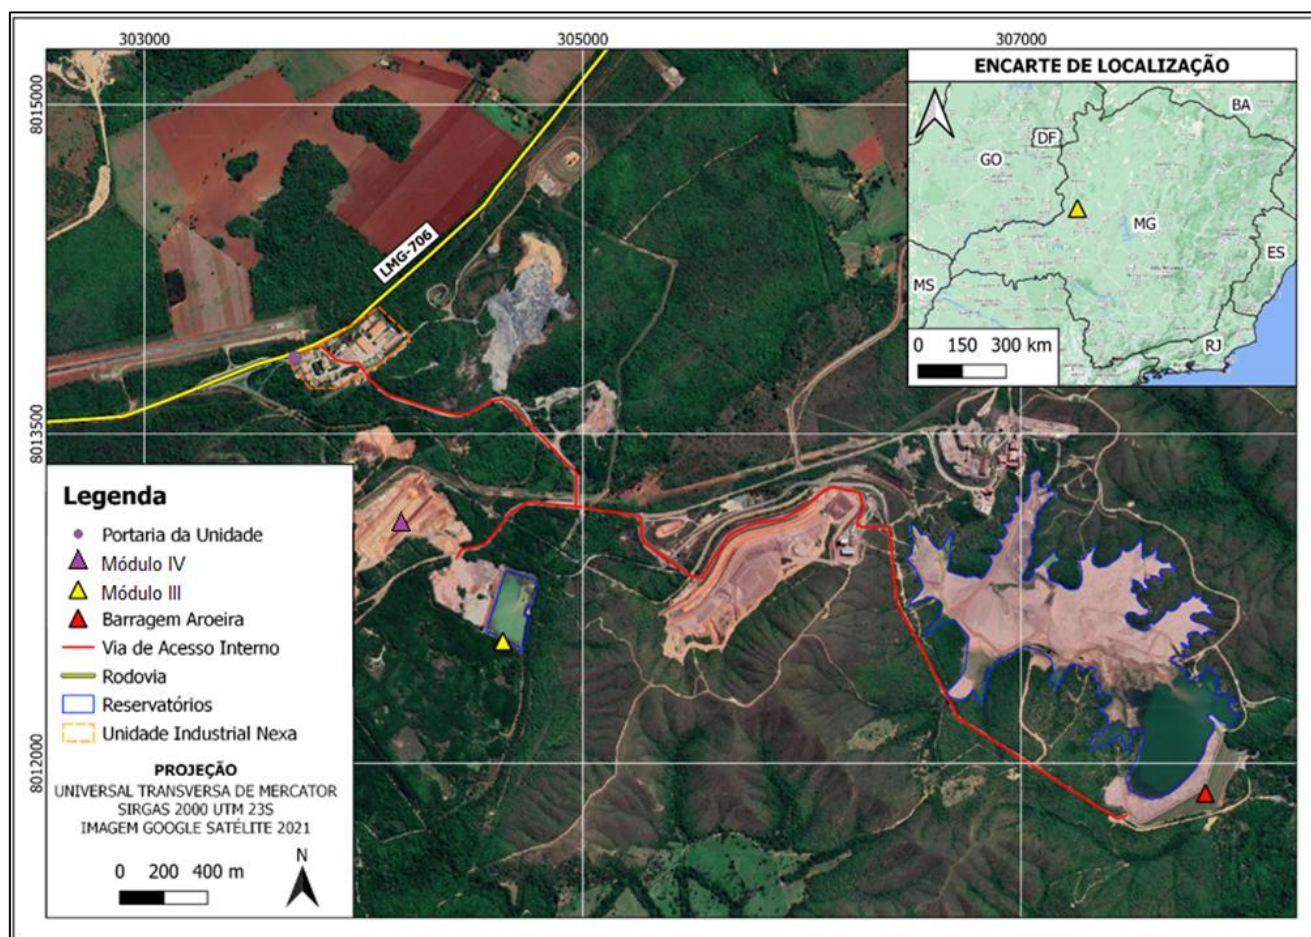 303000
305000
307000
8015000
8013500
8012000
LMG-706
ENCARTE DE LOCALIZAÇÃO
BA
DF
GO
MG
ES
MS
RJ
0 150 300 km
Legenda
Portaria da Unidade
Módulo IV
Módulo III
Barragem Aroeira
Via de Acesso Interno
Rodovia
Reservatórios
Unidade Industrial Nexa
PROJEÇÃO
UNIVERSAL TRANSVERSA DE MERCATOR
SIRGAS 2000 UTM 23S
IMAGEM GOOGLE SATÉLITE 2021
0 200 400 m
N